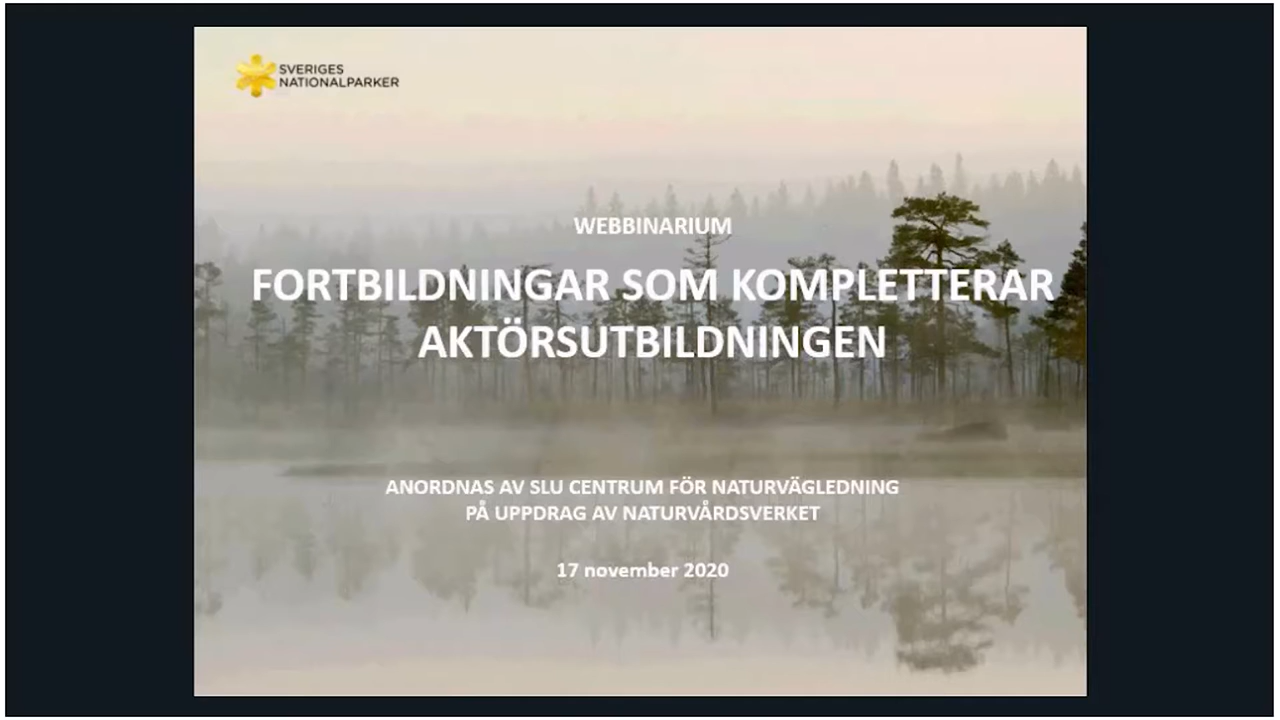 SVERIGES
NATIONALPARKER
WEBBINARIUM
FORTBILDNINGAR SOM KOMPLETTERAR
AKTÖRSUTBILDNINGEN
ANORDNAS AV SLU CENTRUM FÖR NATURVÄGLEDNING
PÅ UPPDRAG AV NATURVÅRDSVERKET
17 november 2020